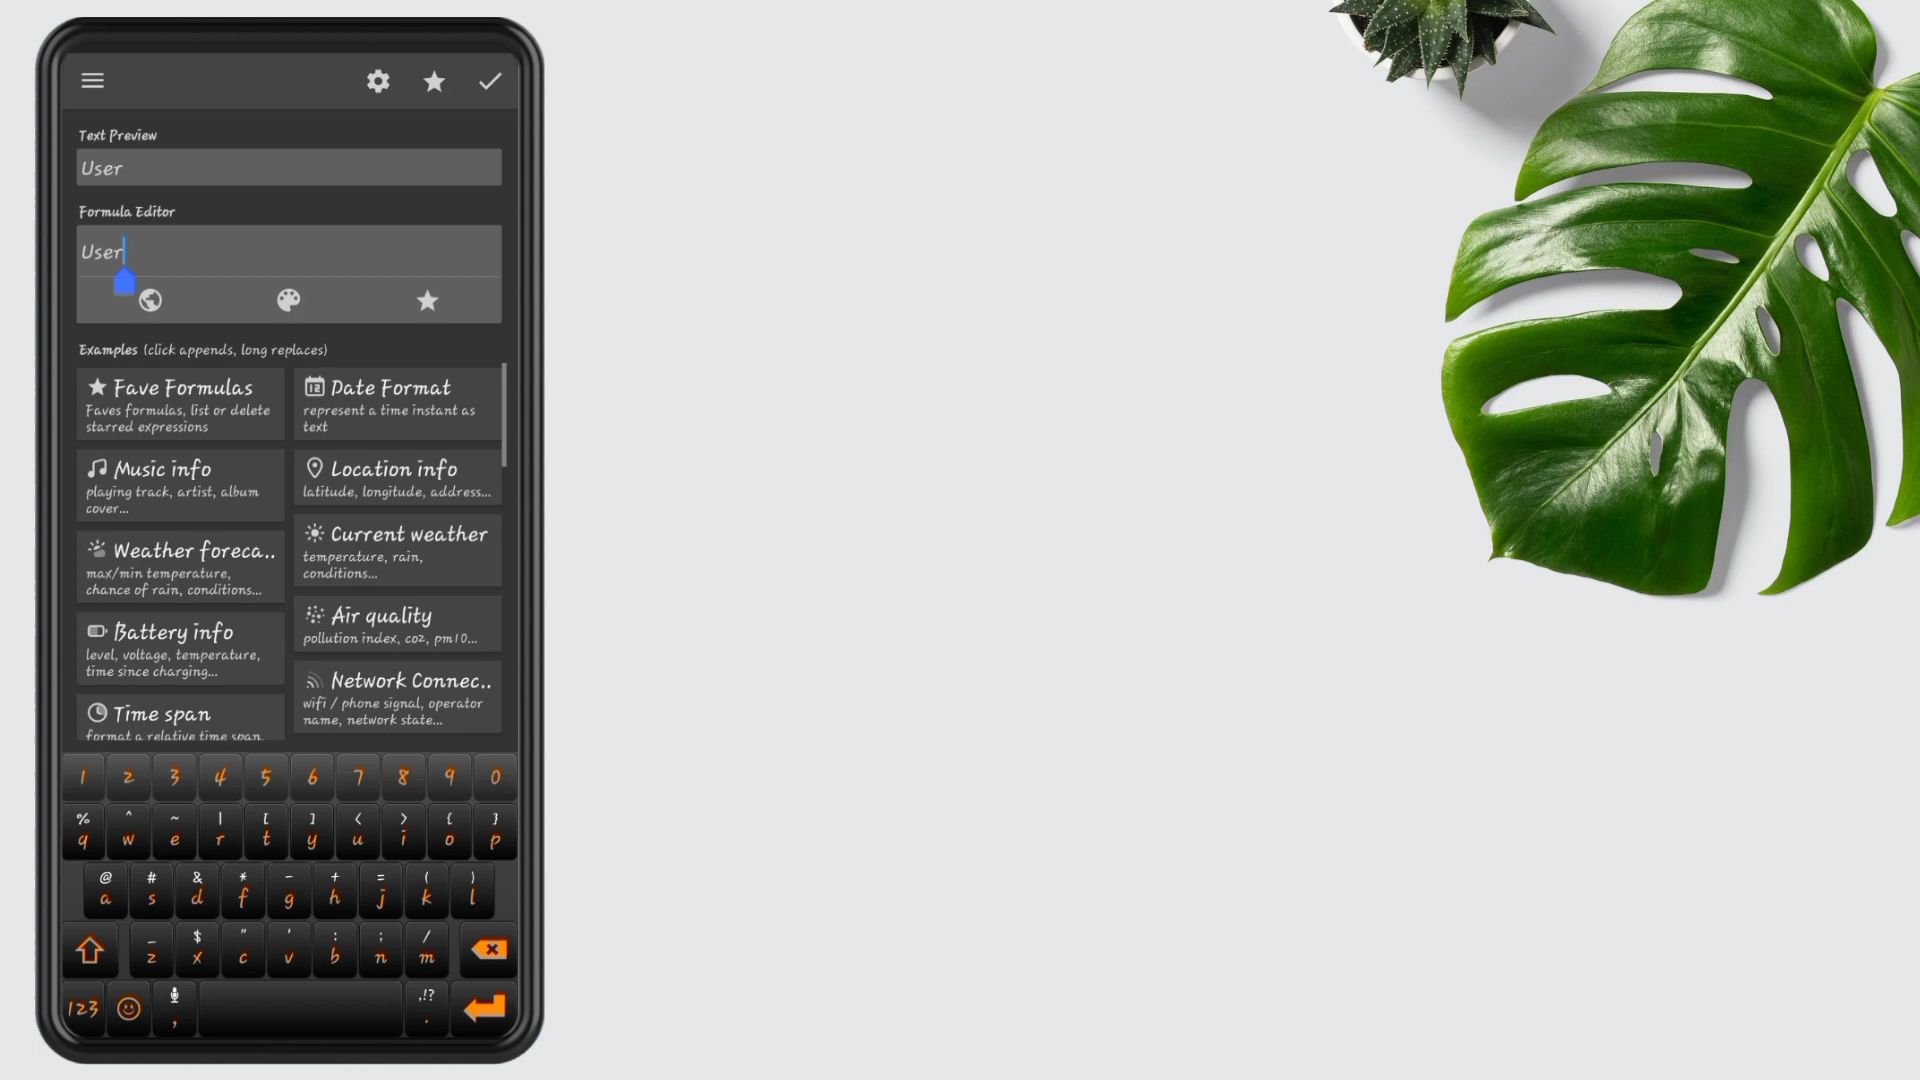 Text Preview
User
Formula Editor
User
Examples (click appends, long replaces)
Fave Formulas
Faves formulas, list or delete
starred expressions
Date Format
represent a time instant as
text
Music info
playing track, artist, album
cover...
Location info
latitude, longitude, address...
Weather foreca..
max/min temperature,
chance of rain, conditions...
Current weather
temperature, rain,
conditions...
Battery info
level, voltage, temperature,
time since charging...
Air quality
pollution index, co2, pm10...
Time span
format a relative time span,
Network Connec..
wifi / phone signal, operator
name, network state...
1 2 3 4 5 6 7 8 9 0
% ^ ~ | [ ] < > { }
q w e r t y u i o p
@ # & * - + = ( )
a s d f g h j k l
_ $ " ' : ; /
z x c v b n m
,!?
123 , .